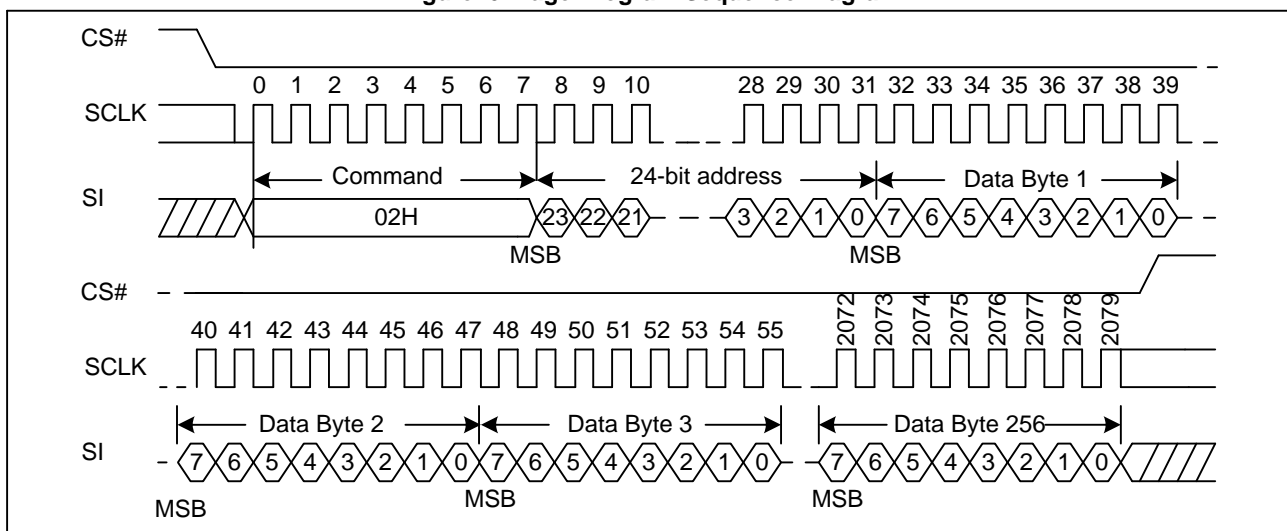 CS#
0 1 2 3 4 5 6 7 8 9 10 28 29 30 31 32 33 34 35 36 37 38 39
SCLK
Command 24-bit address Data Byte 1
SI
02H 23 22 21 3 2 1 0 7 6 5 4 3 2 1 0
MSB MSB
CS#
40 41 42 43 44 45 46 47 48 49 50 51 52 53 54 55 2072 2073 2074 2075 2076 2077 2078 2079
SCLK
Data Byte 2 Data Byte 3 Data Byte 256
SI
7 6 5 4 3 2 1 0 7 6 5 4 3 2 1 0 7 6 5 4 3 2 1 0
MSB MSB MSB